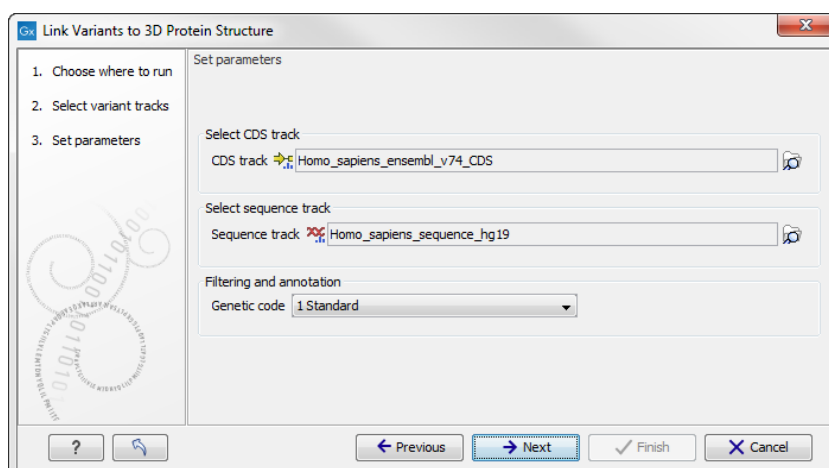 Gx Link Variants to 3D Protein Structure
X
1. Choose where to run
2. Select variant tracks
3. Set parameters
Set parameters
Select CDS track
CDS track Homo_sapiens_ensembl_v74_CDS
Select sequence track
Sequence track Homo_sapiens_sequence_hg19
Filtering and annotation
Genetic code 1 Standard
? Previous Next Finish Cancel